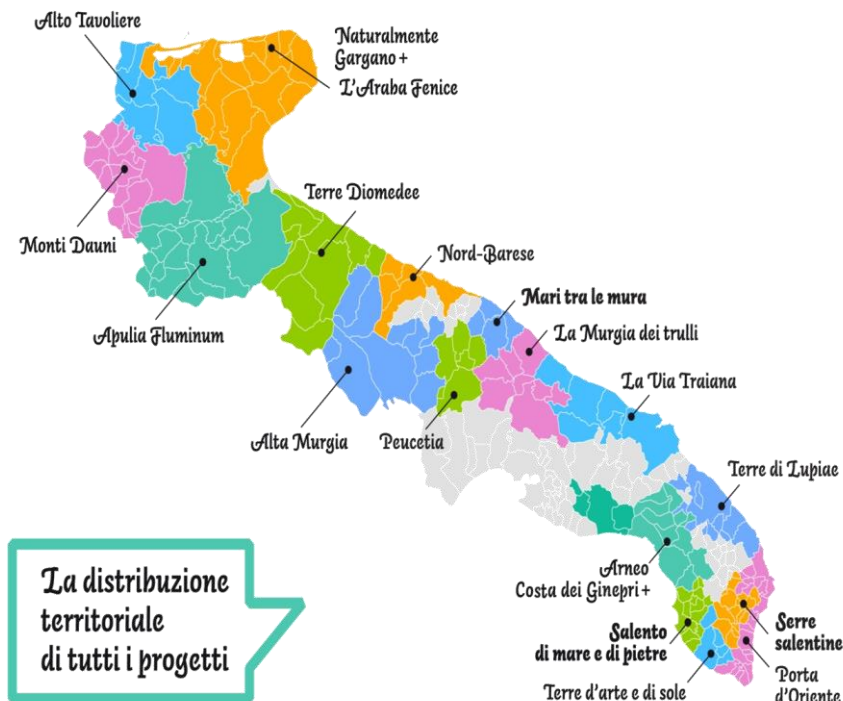 Alto Tavoliere
Naturalmente
Gargano +
L'Araba Fenice
Monti Dauni
Terre Diomedee
Nord-Barese
Apulia Fluminum
Mari tra le mura
La Murgia dei trulli
La Via Traiana
Alta Murgia
Peucetia
Terre di Lupiae
Arneo
Costa dei Ginepri +
Salento
di mare e di pietre
Serre
salentine
Terre d'arte e di sole
Porta
d'Oriente
La distribuzione
territoriale
di tutti i progetti